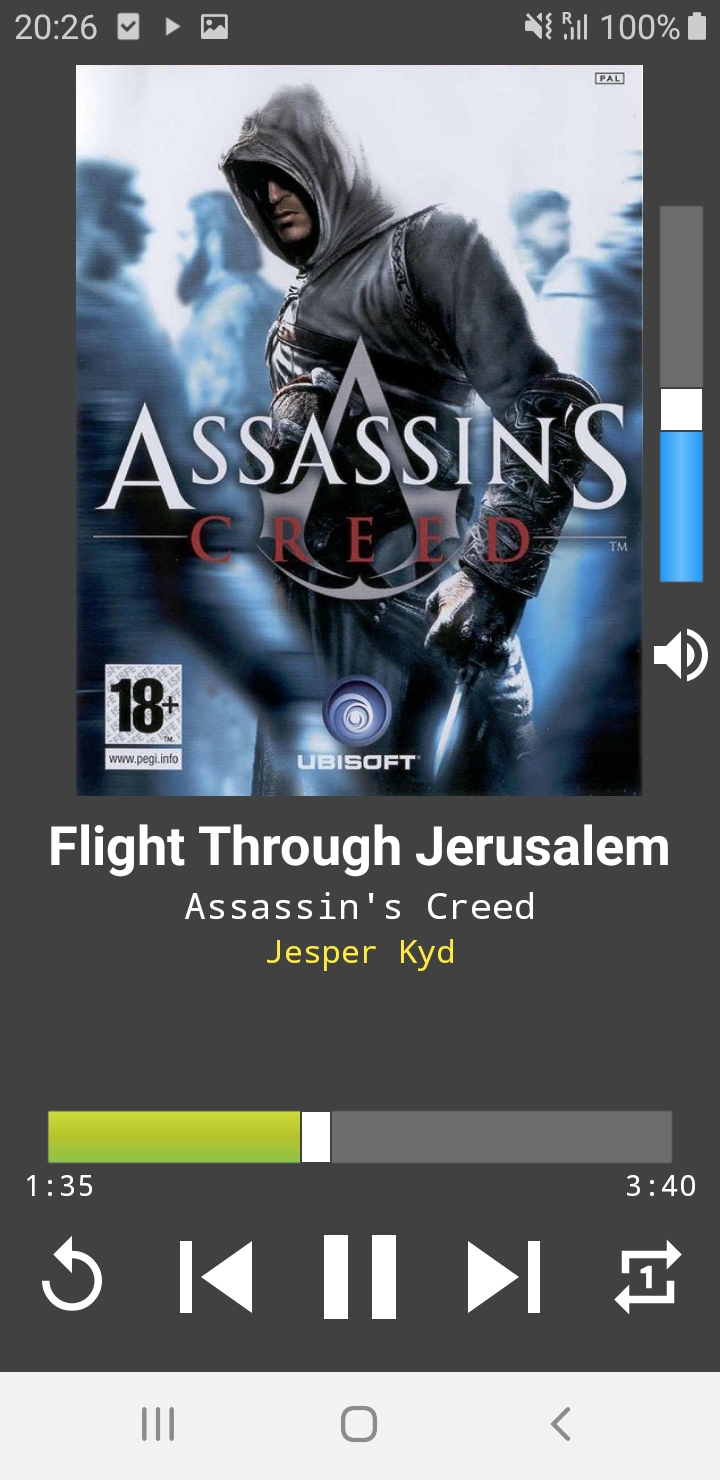 20:26
R
100%
PAL
ASSASSIN'S
CREED
TM
18+
TM
www.pegi.info
UBISOFT
Flight Through Jerusalem
Assassin's Creed
Jesper Kyd
1:35
3:40
1